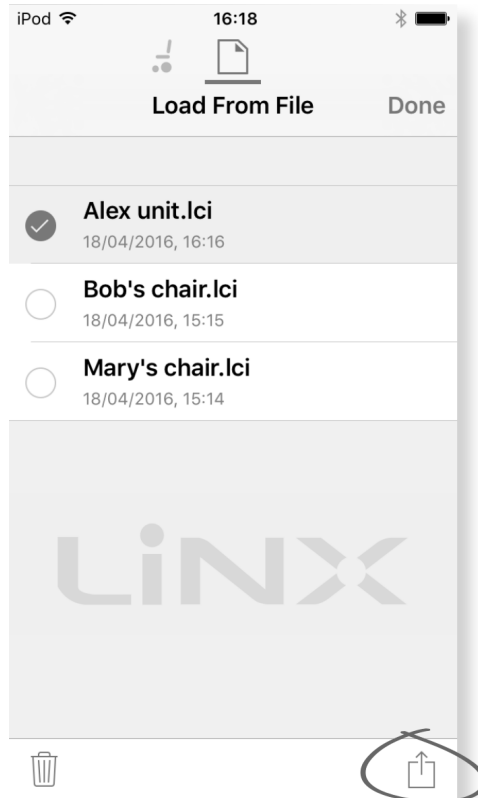 iPod 16:18
Load From File Done
Alex unit.lci
18/04/2016, 16:16
Bob's chair.lci
18/04/2016, 15:15
Mary's chair.lci
18/04/2016, 15:14
LiNX